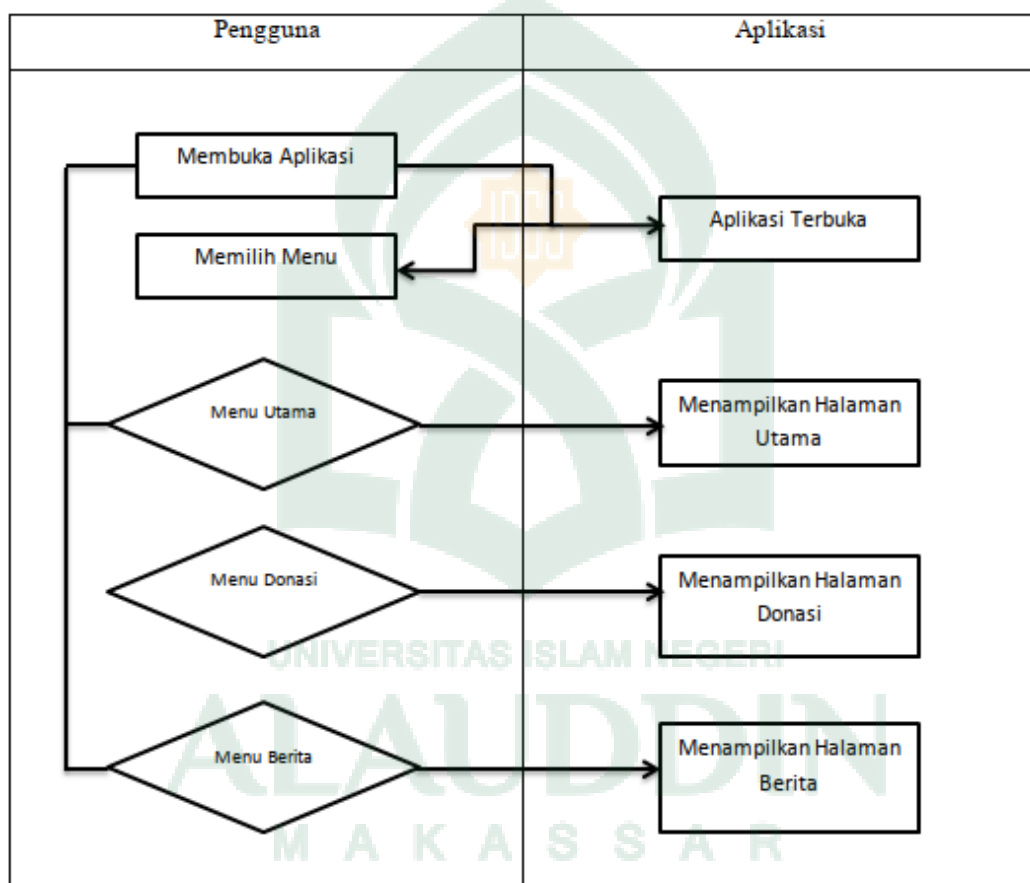 Pengguna
Aplikasi
Membuka Aplikasi
Aplikasi Terbuka
Memilih Menu
Menu Utama
Menampilkan Halaman
Utama
Menu Donasi
Menampilkan Halaman
Donasi
UNIVERSITAS ISLAM NEGERI
ALAUDDIN
Menu Berita
Menampilkan Halaman
Berita
MAKASSAR